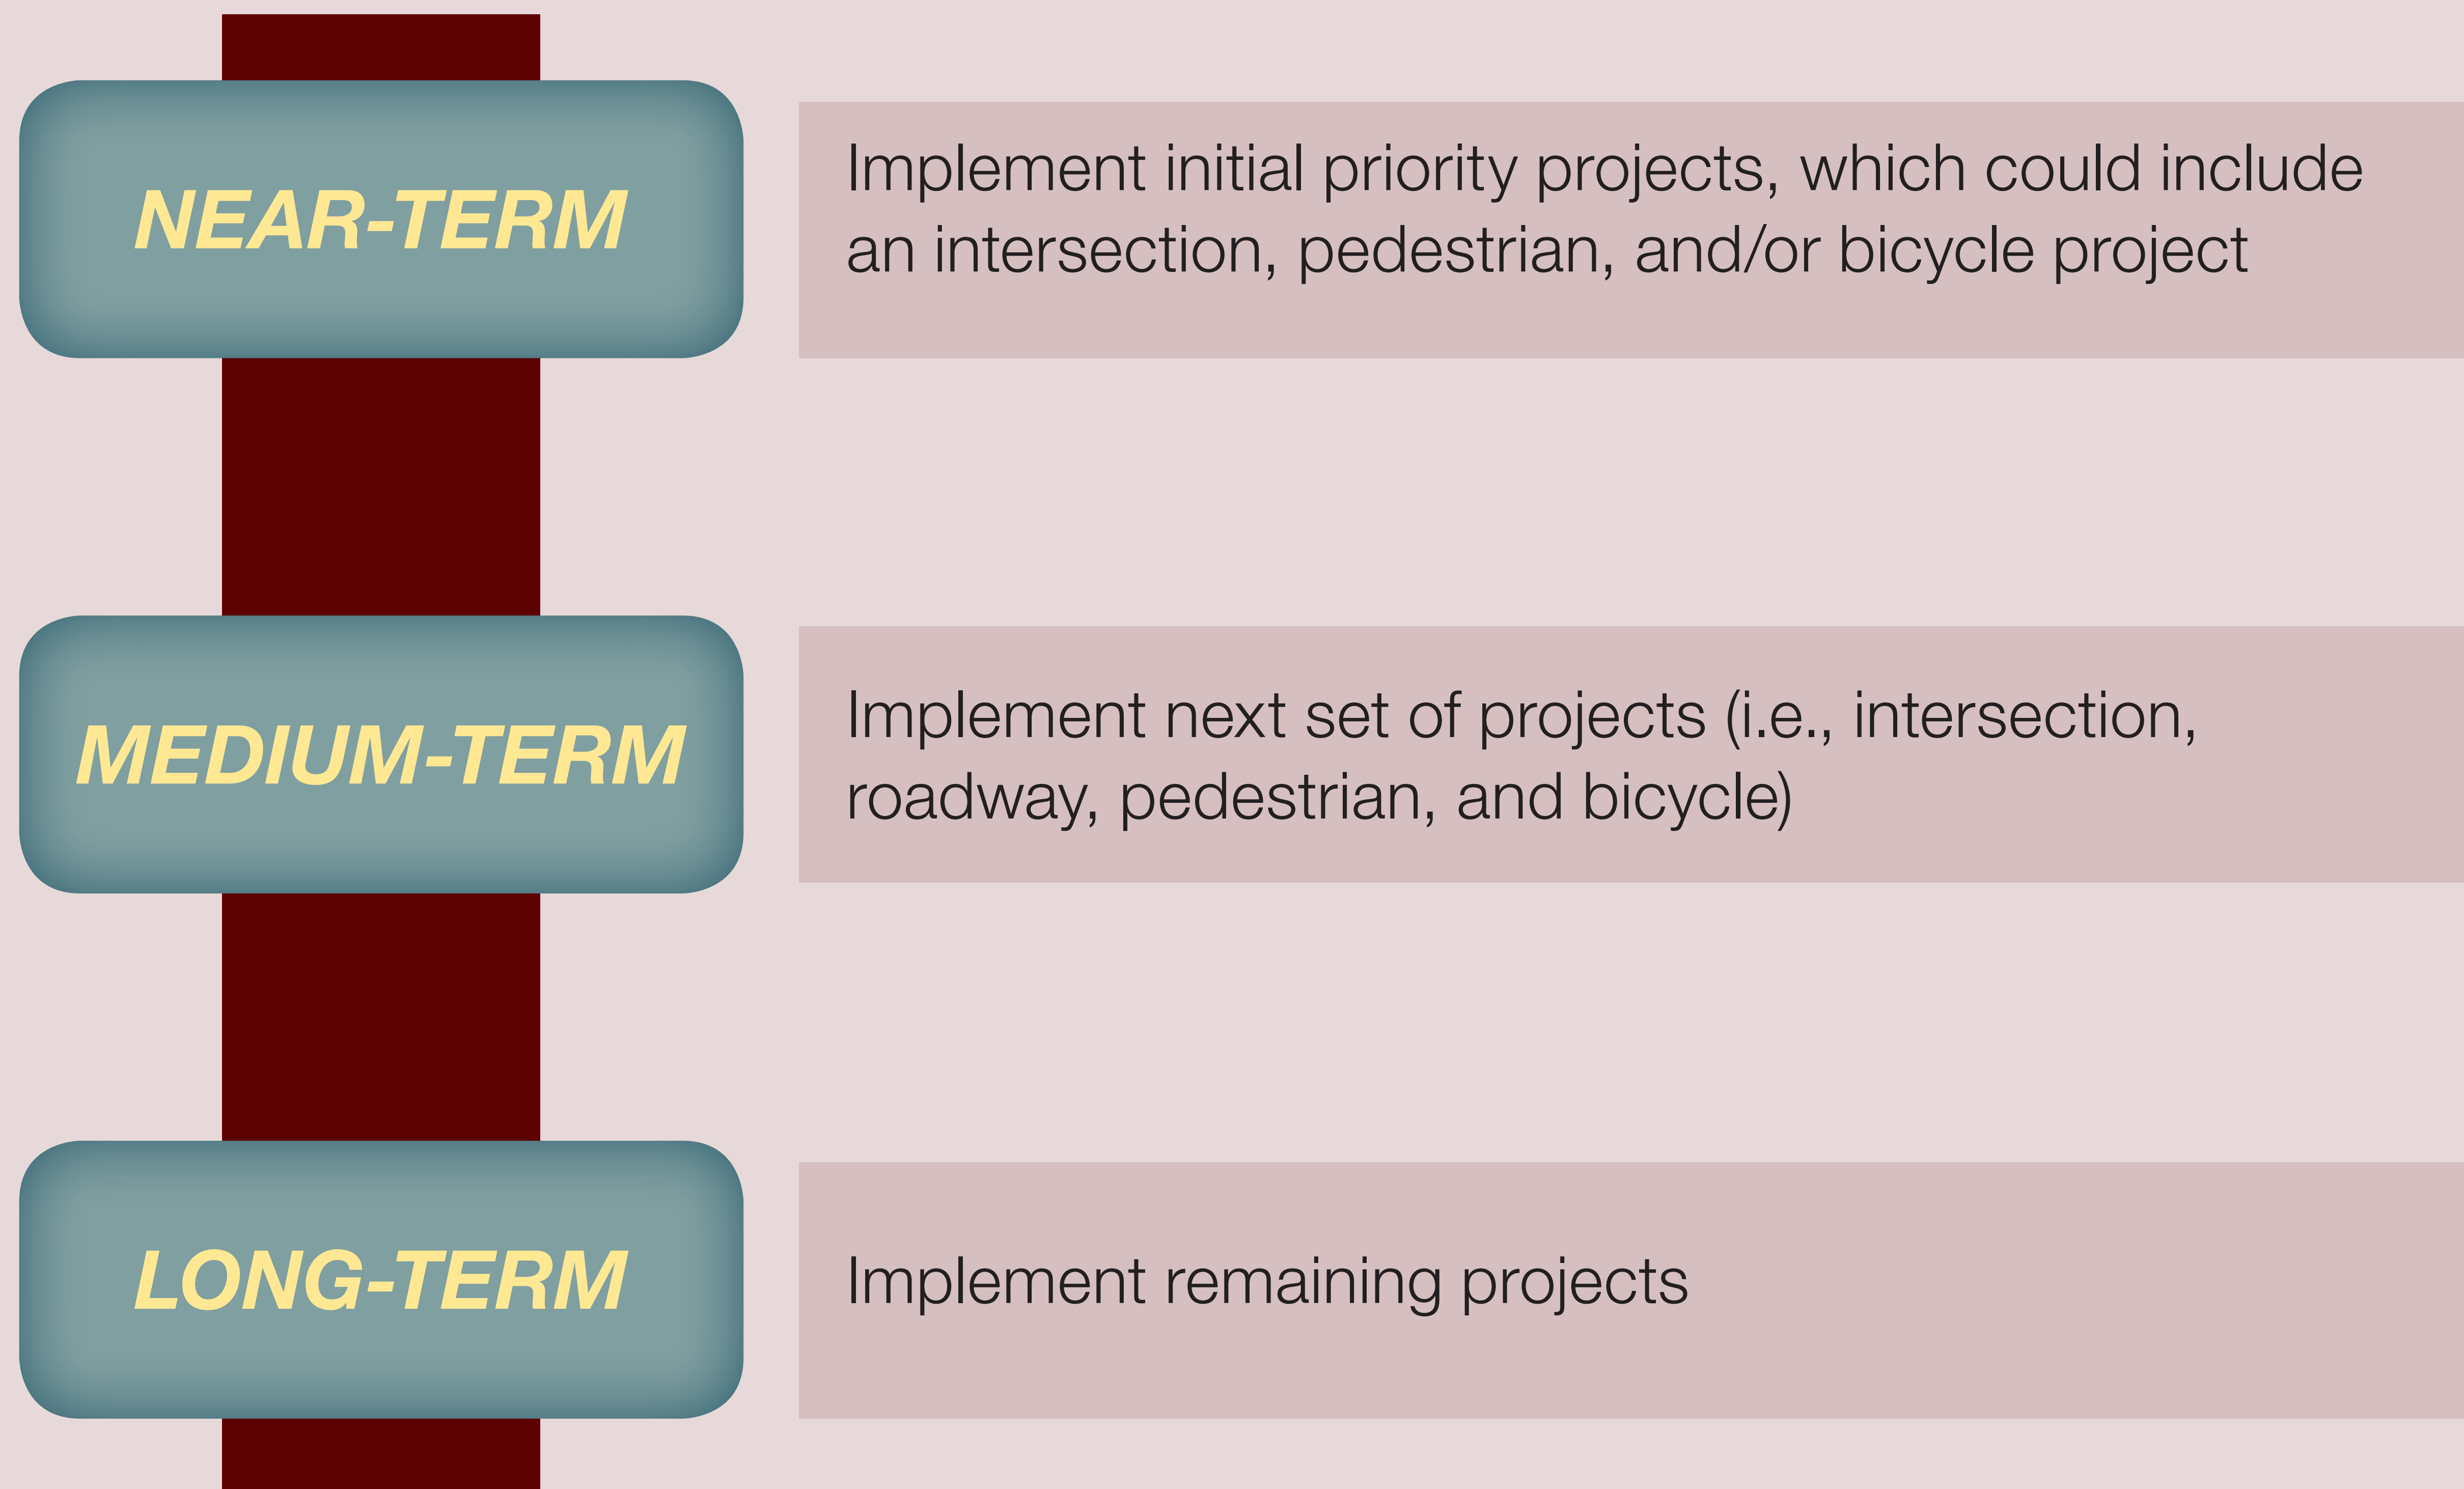 NEAR-TERM
Implement initial priority projects, which could include
an intersection, pedestrian, and/or bicycle project
MEDIUM-TERM
Implement next set of projects (i.e., intersection,
roadway, pedestrian, and bicycle)
LONG-TERM
Implement remaining projects